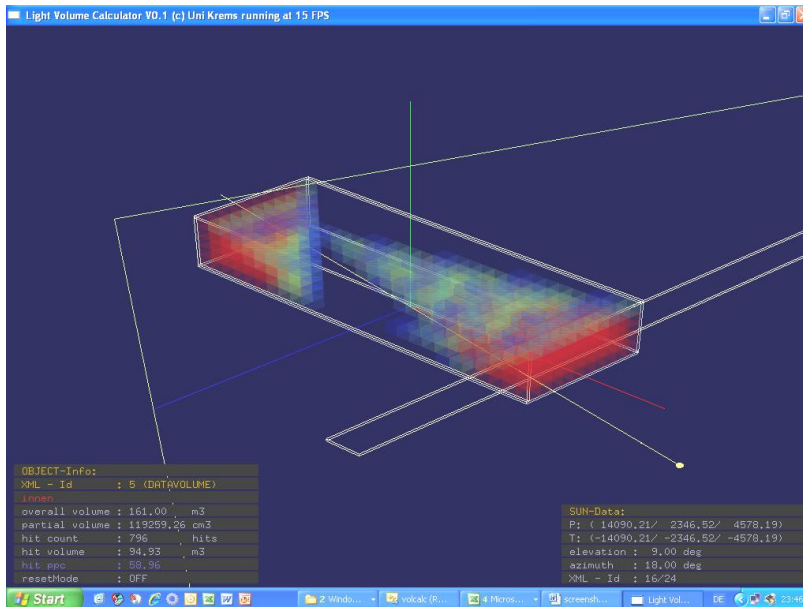 Light Volume Calculator V0.1 (c) Uni Krems running at 15 FPS
OBJECT-Info:
XML - Id : 5 (DATAVOLUME)
innen
overall volume : 161.00 m3
partial volume : 119259.26 cm3
hit count : 796 hits
hit volume : 94.93 m3
hit ppc : 58.96
resetMode : OFF
SUN-Data:
P: ( 14090.21/ 2346.52/ 4578.19)
T: (-14090.21/ -2346.52/ -4578.19)
elevation : 9.00 deg
azimuth : 18.00 deg
XML - Id : 16/24
Start
2 Windo...
volcalc (R...
4 Micros...
screensh...
Light Vol...
DE
23:46